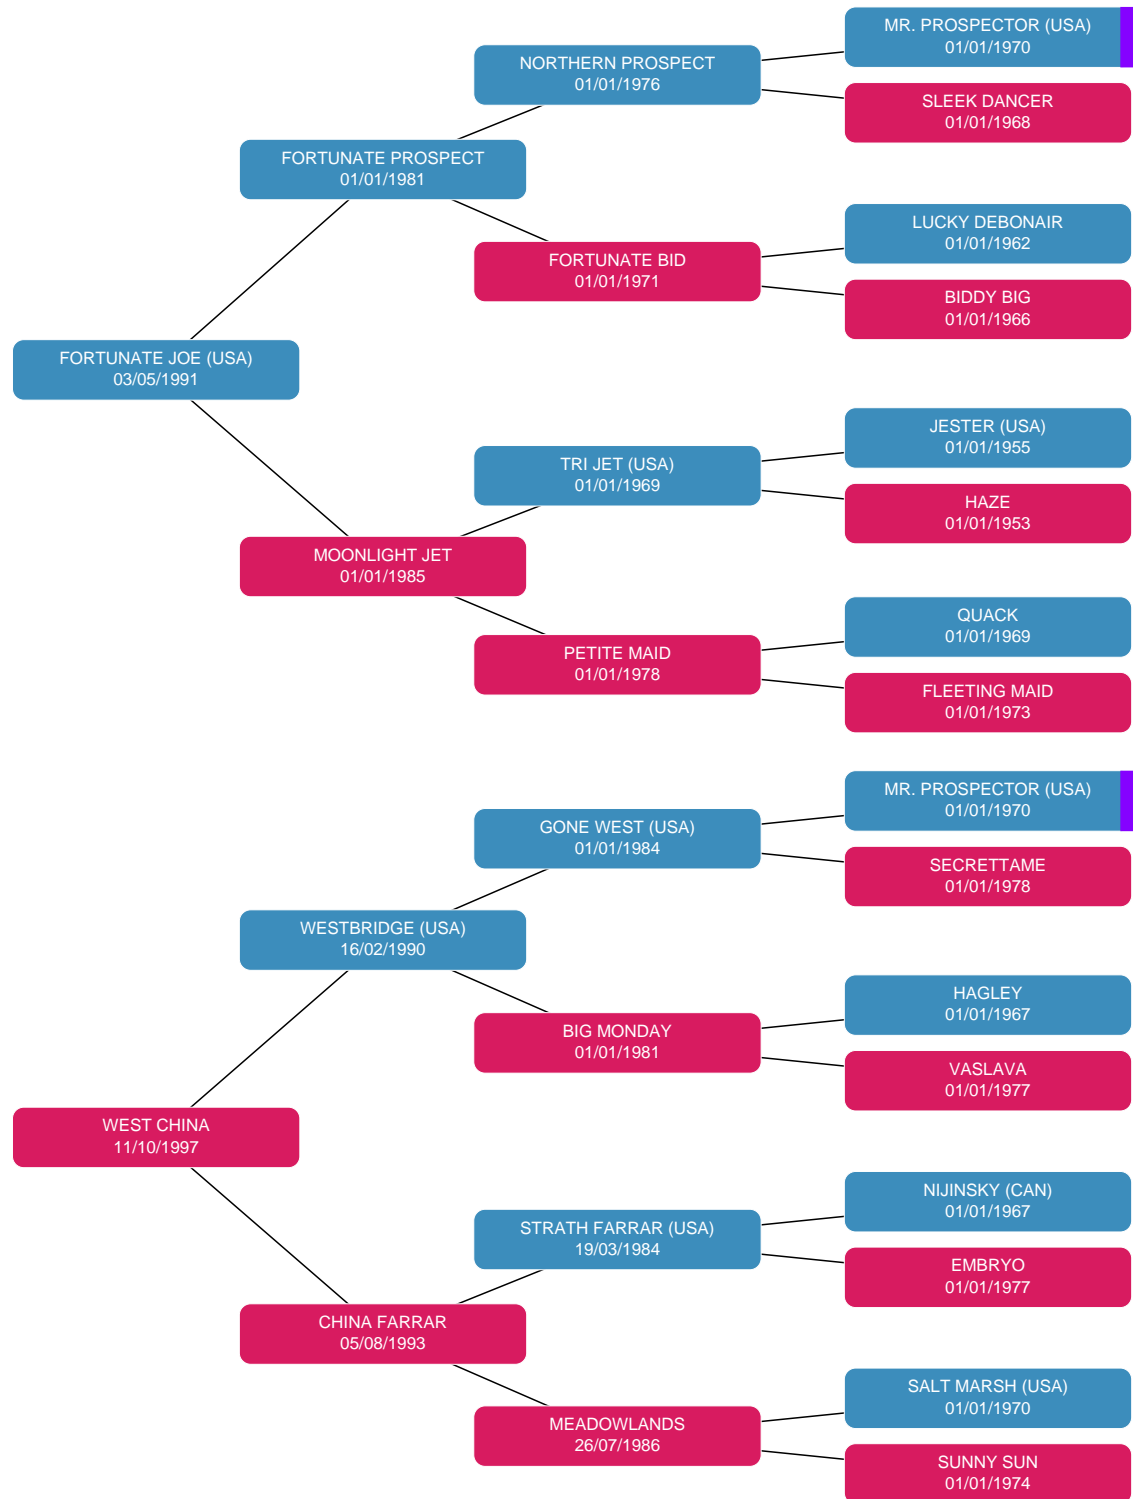 MR. PROSPECTOR (USA)
01/01/1970
NORTHERN PROSPECT
01/01/1976
SLEEK DANCER
01/01/1968
FORTUNATE PROSPECT
01/01/1981
LUCKY DEBONAIR
01/01/1962
FORTUNATE BID
01/01/1971
BIDDY BIG
01/01/1966
FORTUNATE JOE (USA)
03/05/1991
JESTER (USA)
01/01/1955
TRI JET (USA)
01/01/1969
HAZE
01/01/1953
MOONLIGHT JET
01/01/1985
QUACK
01/01/1969
PETITE MAID
01/01/1978
FLEETING MAID
01/01/1973
MR. PROSPECTOR (USA)
01/01/1970
GONE WEST (USA)
01/01/1984
SECRETTAME
01/01/1978
WESTBRIDGE (USA)
16/02/1990
HAGLEY
01/01/1967
BIG MONDAY
01/01/1981
VASLAVA
01/01/1977
WEST CHINA
11/10/1997
NIJINSKY (CAN)
01/01/1967
STRATH FARRAR (USA)
19/03/1984
EMBRYO
01/01/1977
CHINA FARRAR
05/08/1993
SALT MARSH (USA)
01/01/1970
MEADOWLANDS
26/07/1986
SUNNY SUN
01/01/1974